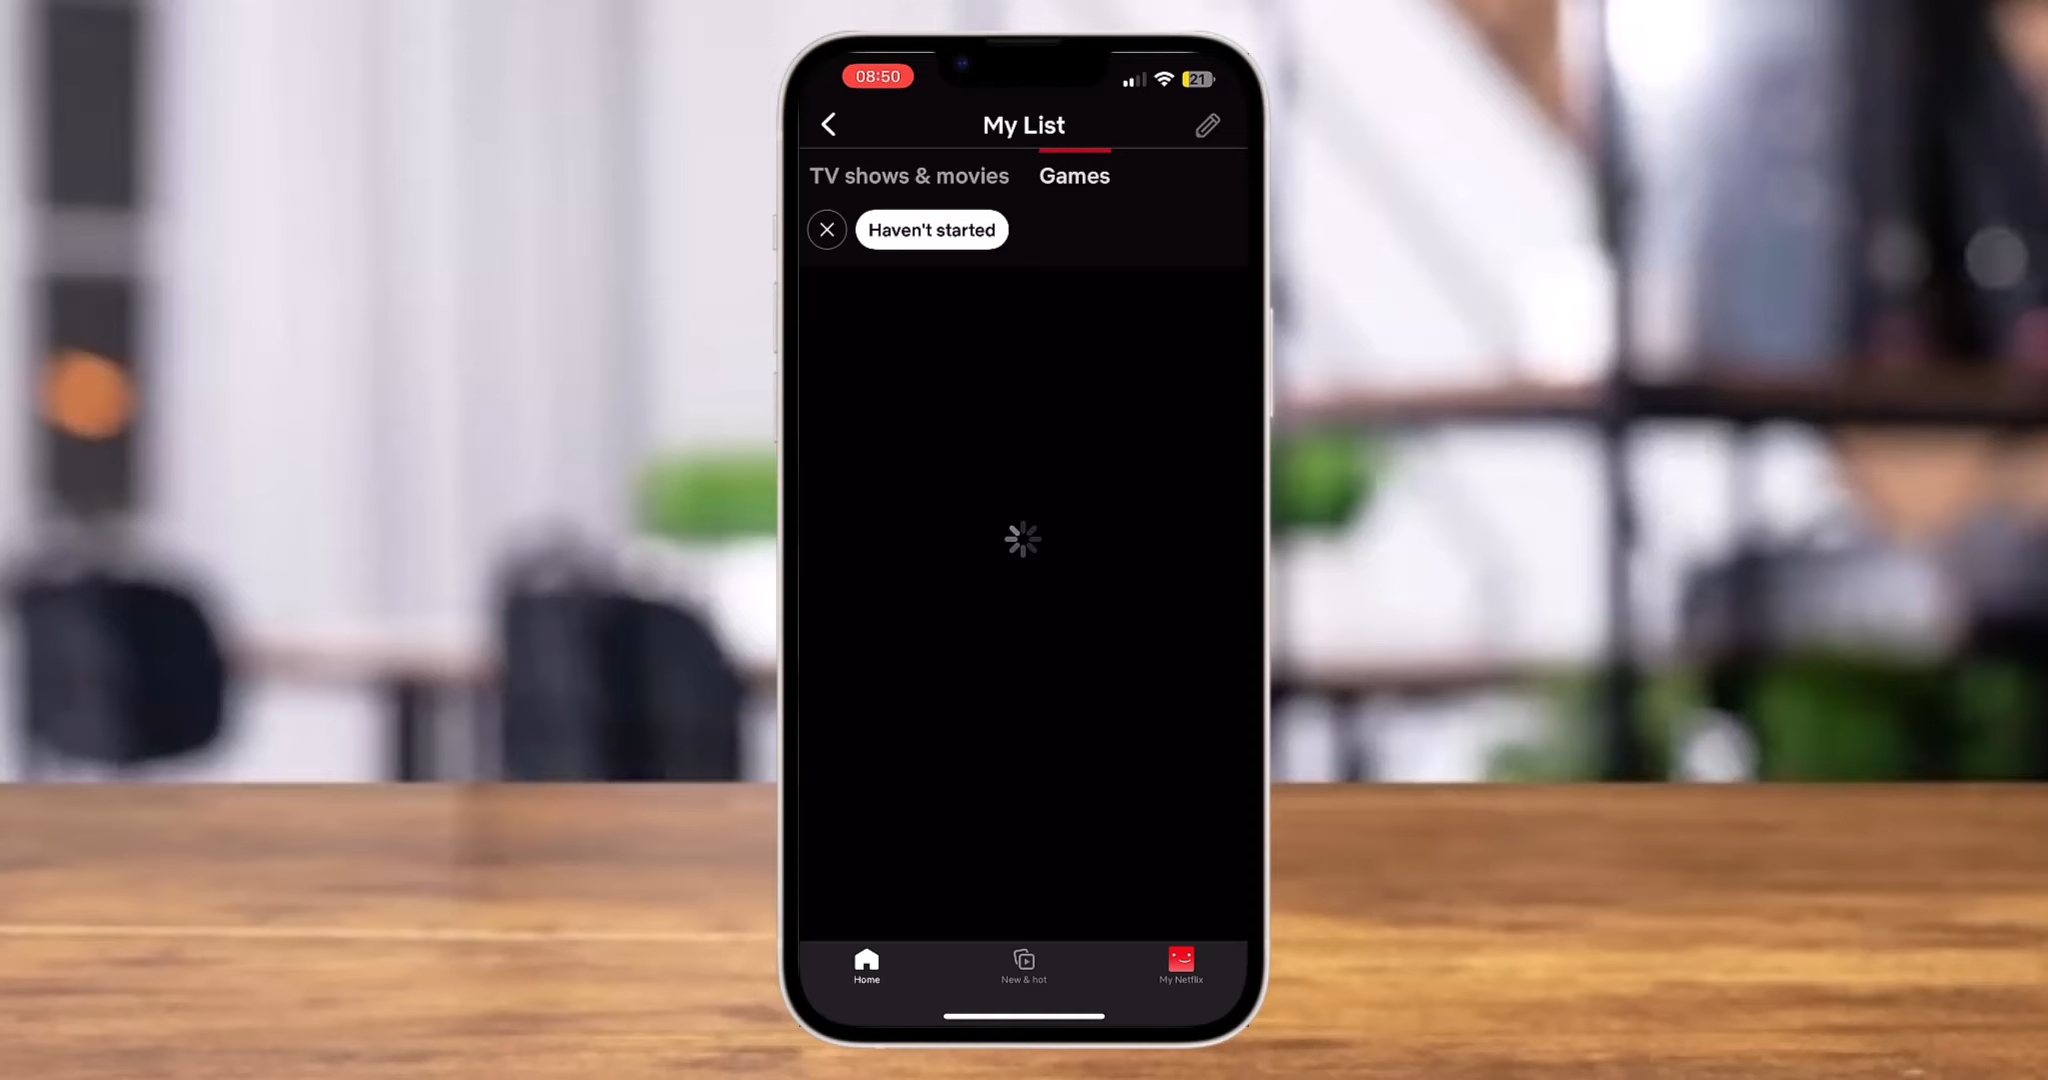 08:50
21
My List
TV shows & movies
Games
Haven't started
Home
New & hot
My Netflix